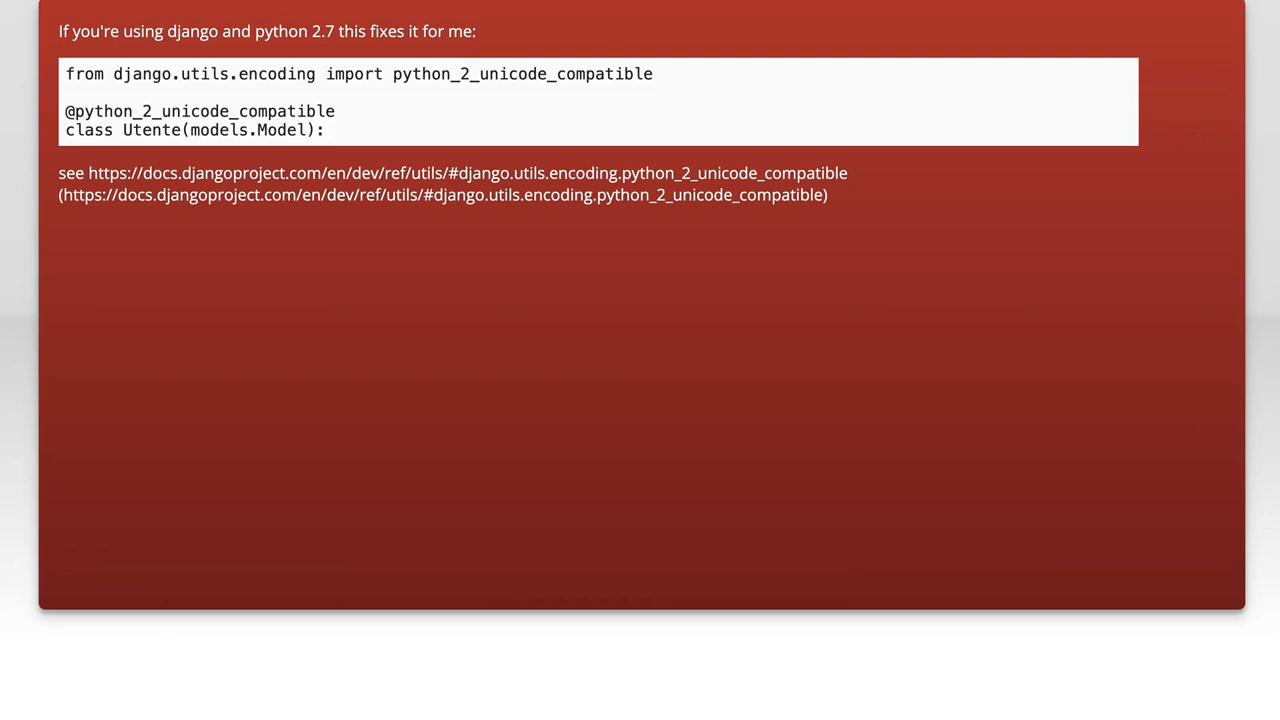 If you're using django and python 2.7 this fixes it for me:
from django.utils.encoding import python_2_unicode_compatible
@python_2_unicode_compatible
class Utente(models.Model):
see https://docs.djangoproject.com/en/dev/ref/utils/#django.utils.encoding.python_2_unicode_compatible
(https://docs.djangoproject.com/en/dev/ref/utils/#django.utils.encoding.python_2_unicode_compatible)